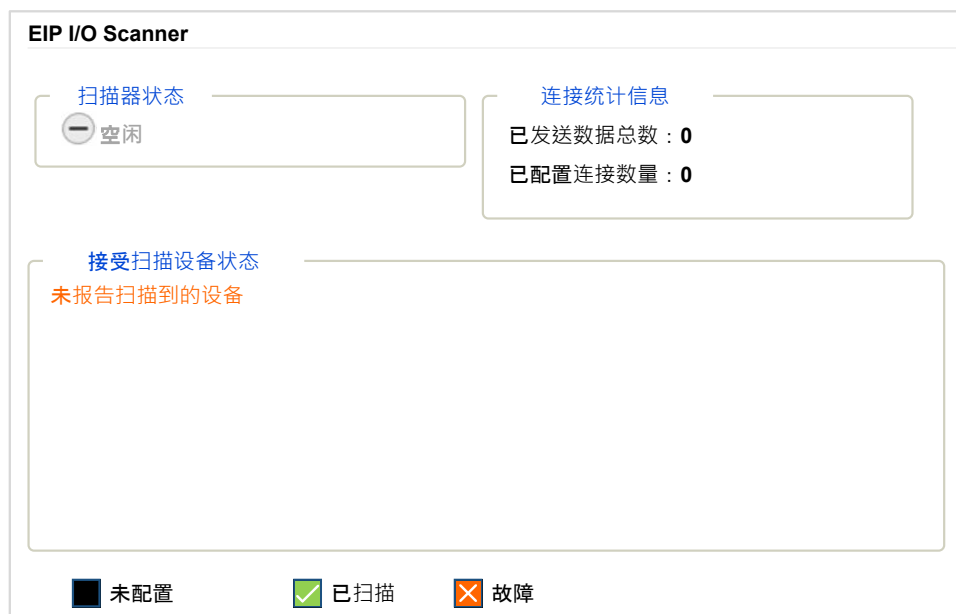 EIP I/O Scanner
扫描器状态
空闲
连接统计信息
已发送数据总数：0
已配置连接数量：0
接受扫描设备状态
未报告扫描到的设备
未配置
已扫描
故障